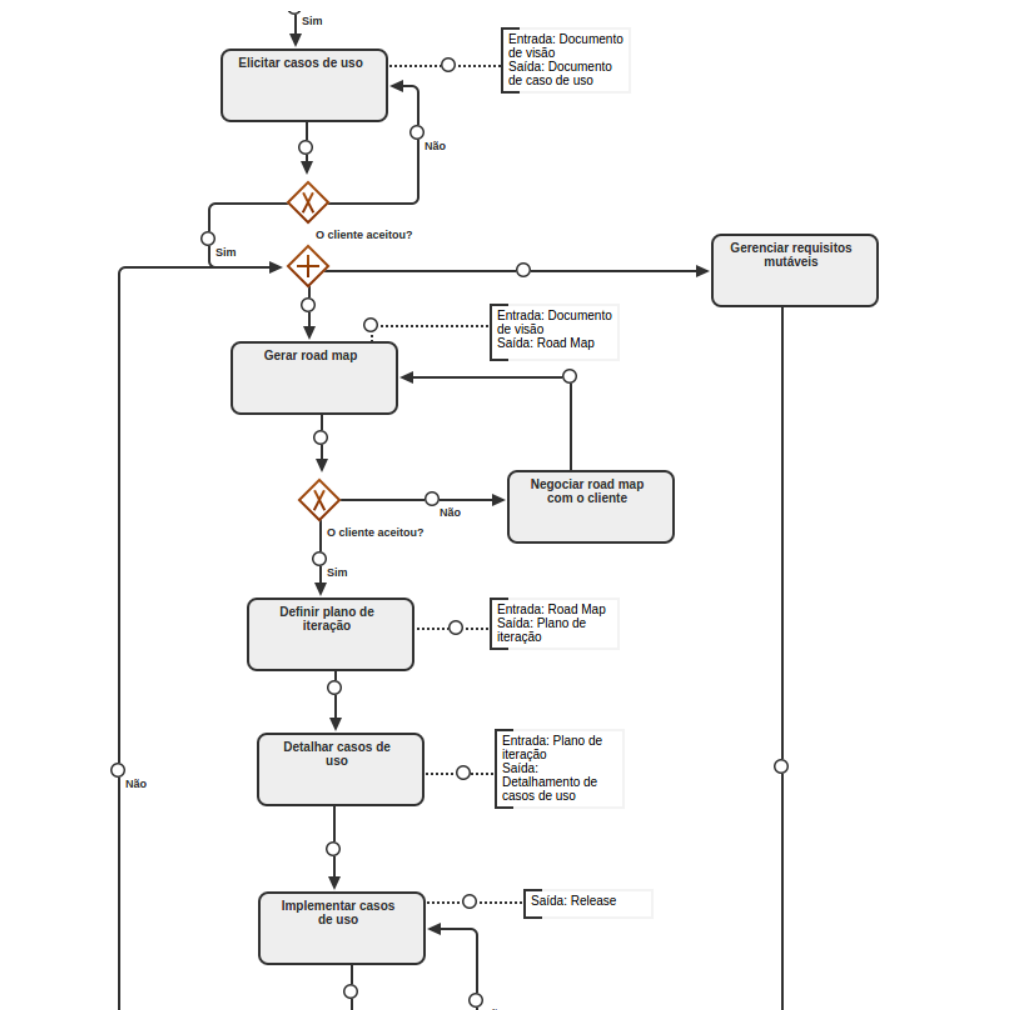 Sim
Elicitar casos de uso
Entrada: Documento
de visão
Saída: Documento
de caso de uso
Não
O cliente aceitou?
Sim
Gerenciar requisitos
mutáveis
Entrada: Documento
de visão
Saída: Road Map
Gerar road map
Negociar road map
com o cliente
Não
O cliente aceitou?
Sim
Definir plano de
iteração
Entrada: Road Map
Saída: Plano de
iteração
Detalhar casos de
uso
Entrada: Plano de
iteração
Saída:
Detalhamento de
casos de uso
Não
Implementar casos
de uso
Saída: Release